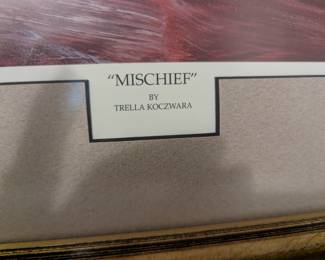 "MISCHIEF"
BY
TRELLA KOCZWARA